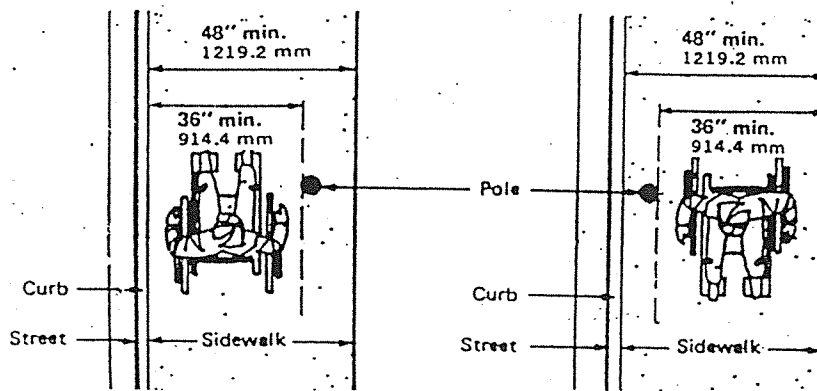 48" min.
1219.2 mm
36" min.
914.4 mm
Curb
Street
Sidewalk
Pole
48" min.
1219.2 mm
36" min.
914.4 mm
Curb
Street
Sidewalk